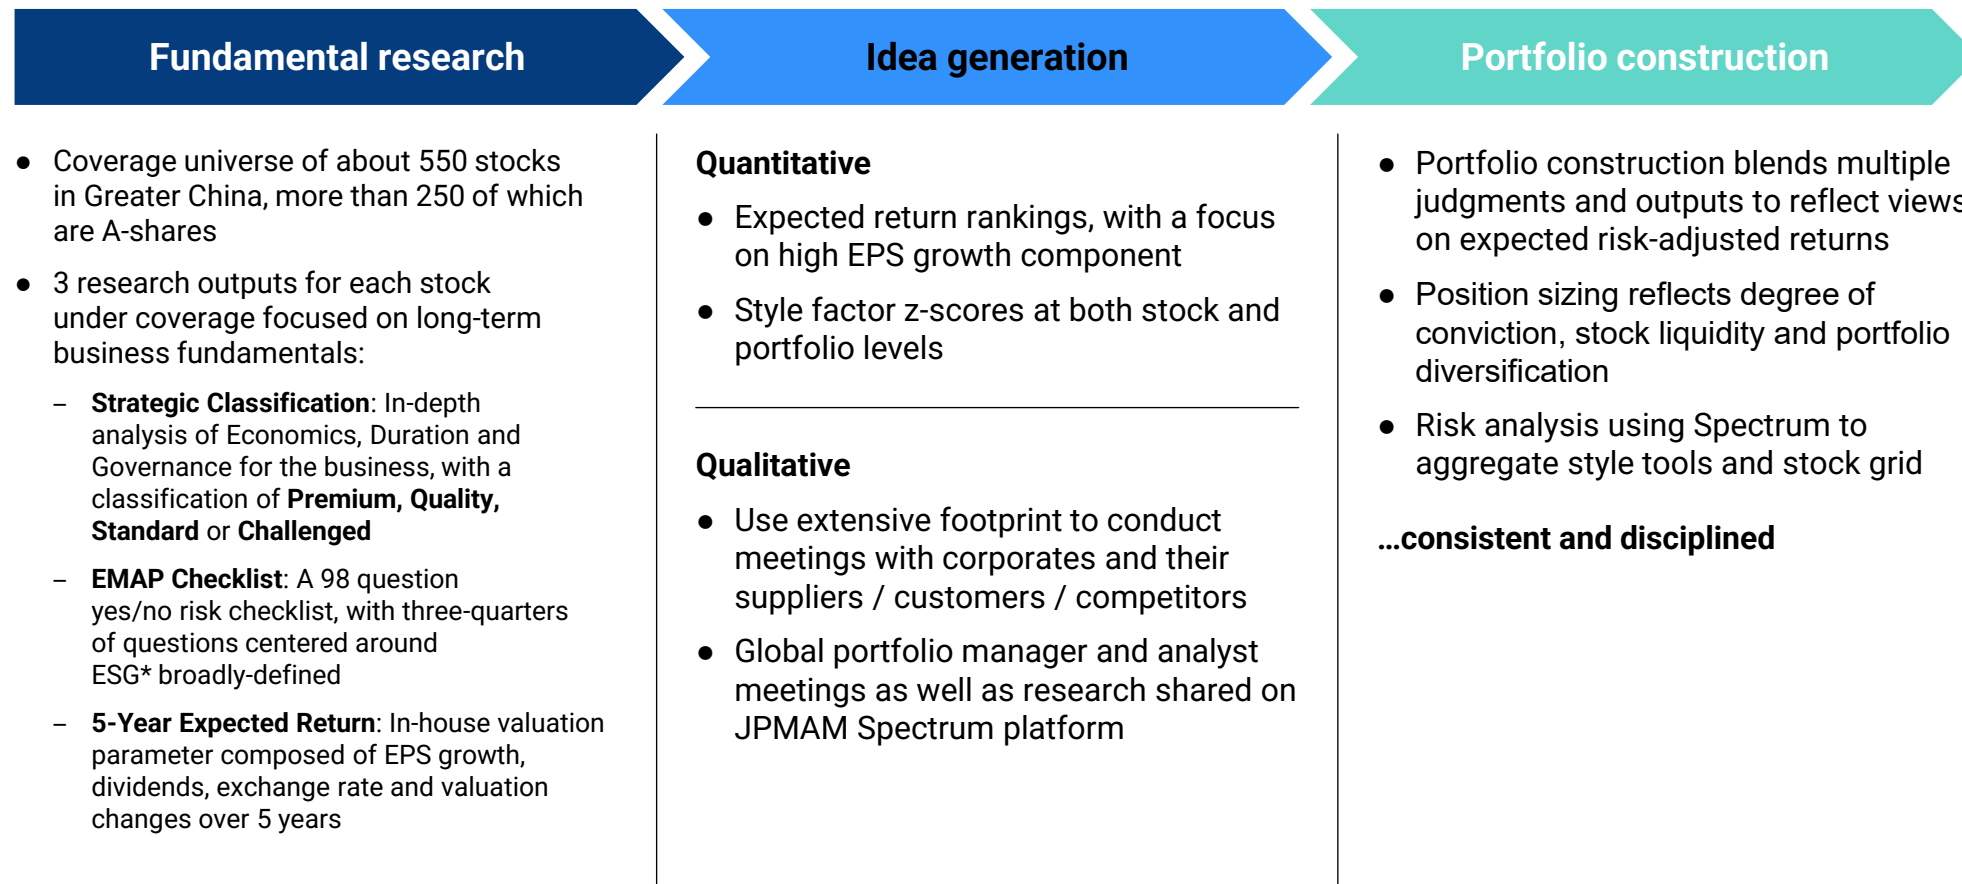 Fundamental research
Idea generation
Portfolio construction
● Coverage universe of about 550 stocks
in Greater China, more than 250 of which
are A-shares
● 3 research outputs for each stock
under coverage focused on long-term
business fundamentals:
– Strategic Classification: In-depth
analysis of Economics, Duration and
Governance for the business, with a
classification of Premium, Quality,
Standard or Challenged
– EMAP Checklist: A 98 question
yes/no risk checklist, with three-quarters
of questions centered around
ESG* broadly-defined
– 5-Year Expected Return: In-house valuation
parameter composed of EPS growth,
dividends, exchange rate and valuation
changes over 5 years
Quantitative
● Expected return rankings, with a focus
on high EPS growth component
● Style factor z-scores at both stock and
portfolio levels
Qualitative
● Use extensive footprint to conduct
meetings with corporates and their
suppliers / customers / competitors
● Global portfolio manager and analyst
meetings as well as research shared on
JPMAM Spectrum platform
● Portfolio construction blends multiple
judgments and outputs to reflect views
on expected risk-adjusted returns
● Position sizing reflects degree of
conviction, stock liquidity and portfolio
diversification
● Risk analysis using Spectrum to
aggregate style tools and stock grid
...consistent and disciplined